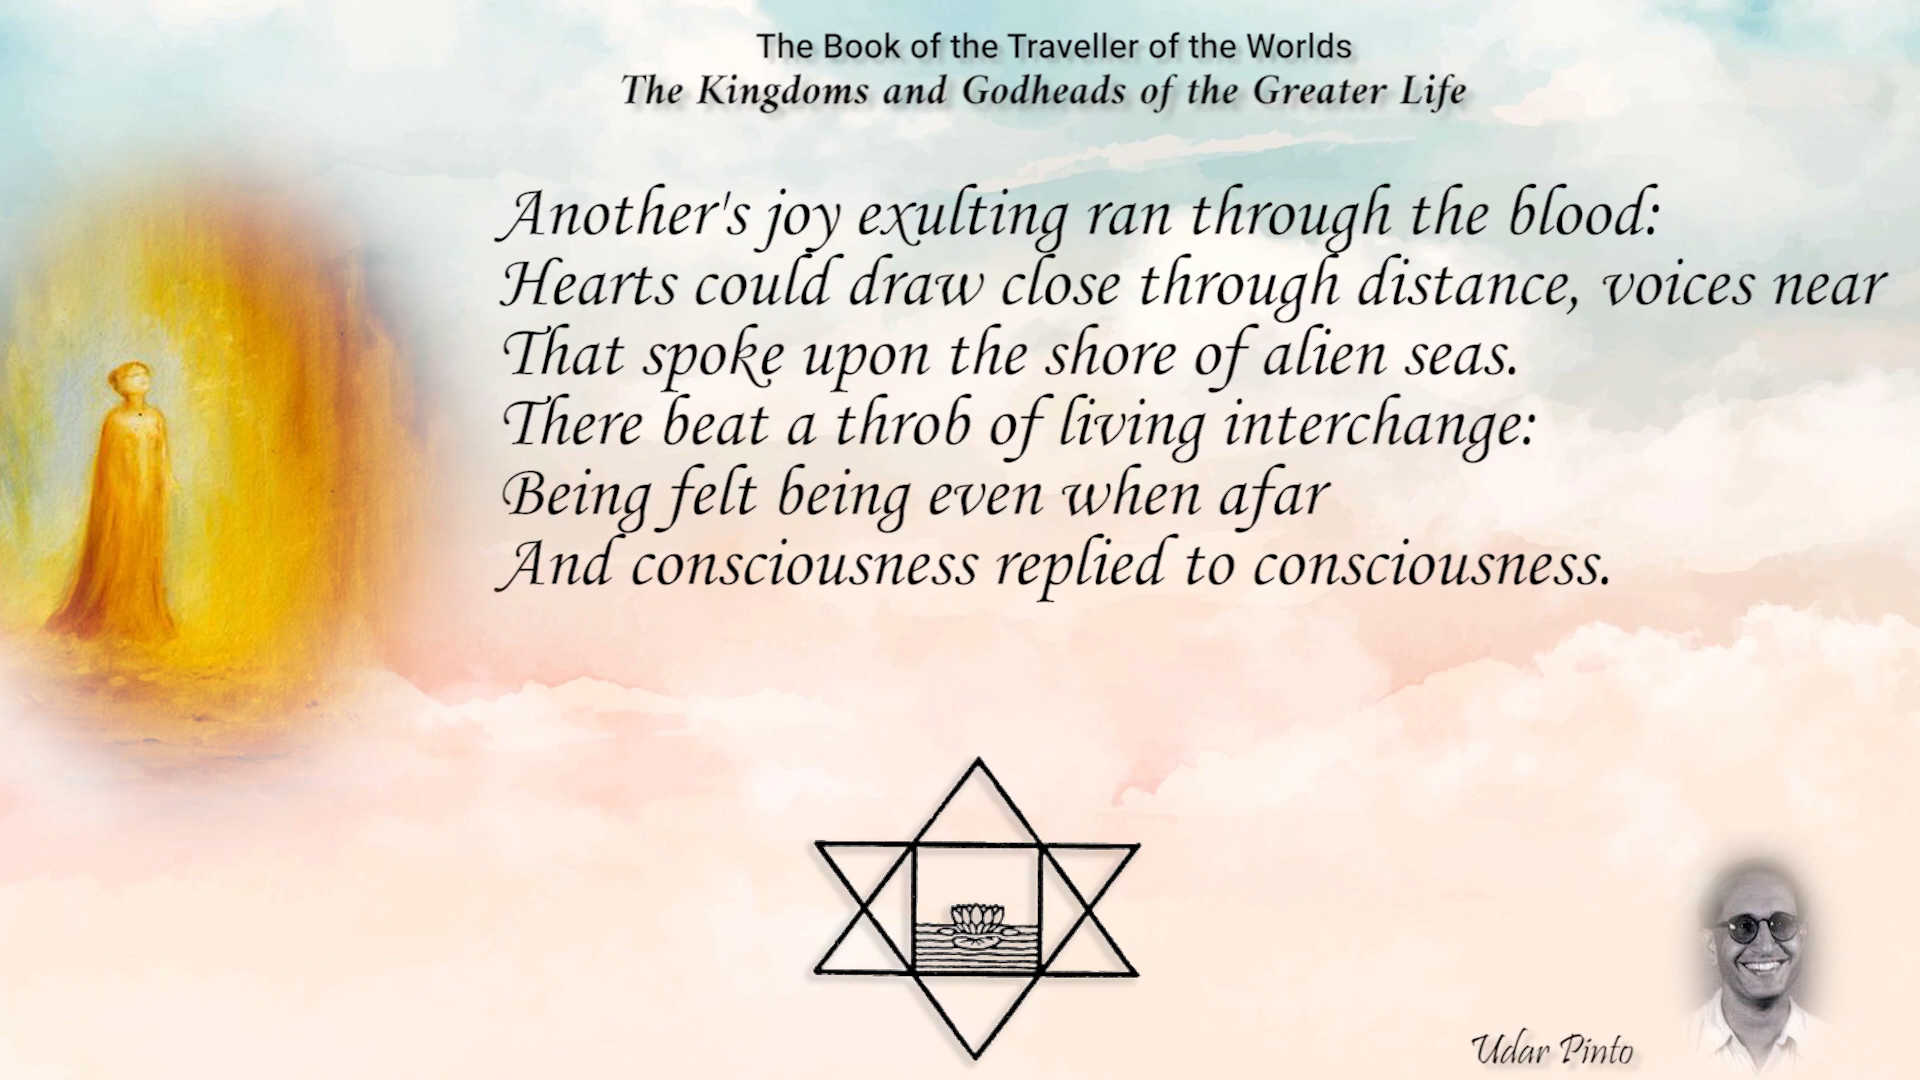 The Book of the Traveller of the Worlds
The Kingdoms and Godheads of the Greater Life
Another's joy exulting ran through the blood:
Hearts could draw close through distance, voices near
That spoke upon the shore of alien seas.
There beat a throb of living interchange:
Being felt being even when afar
And consciousness replied to consciousness.
Udar Pinto